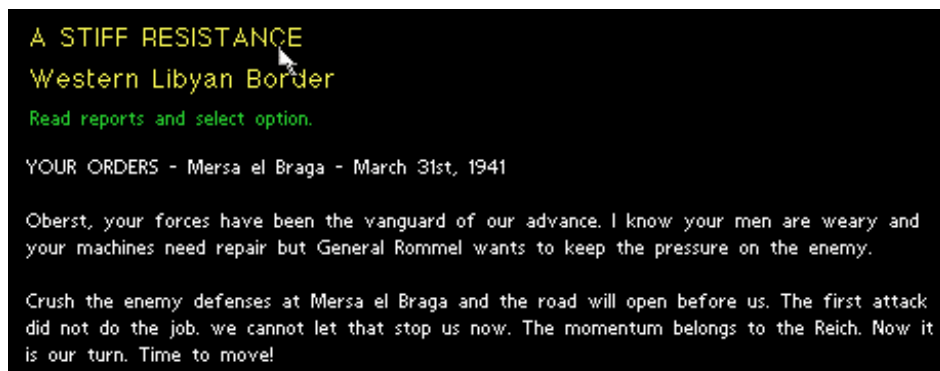 A STIFF RESISTANCE
Western Libyan Border
Read reports and select option.
YOUR ORDERS - Mersa el Braga - March 31st, 1941
Oberst, your forces have been the vanguard of our advance. I know your men are weary and
your machines need repair but General Rommel wants to keep the pressure on the enemy.
Crush the enemy defenses at Mersa el Braga and the road will open before us. The first attack
did not do the job. we cannot let that stop us now. The momentum belongs to the Reich. Now it
is our turn. Time to move!